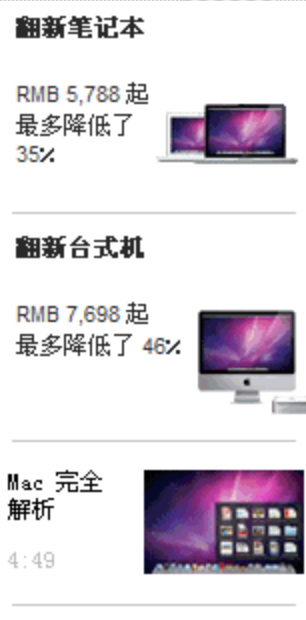 翻新笔记本
RMB 5,788 起
最多降低了
35%
翻新台式机
RMB 7,698 起
最多降低了 46%
Mac 完全
解析
4:49